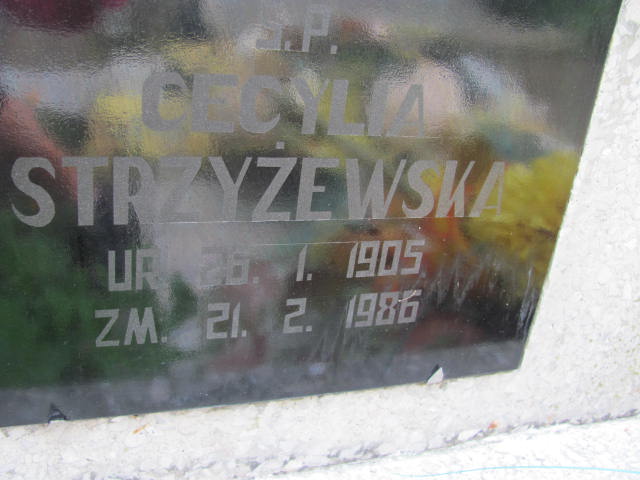 Ś.P.
CECYLIA
STRZYŻEWSKA
UR. 26. 1. 1905
ZM. 21. 2. 1986